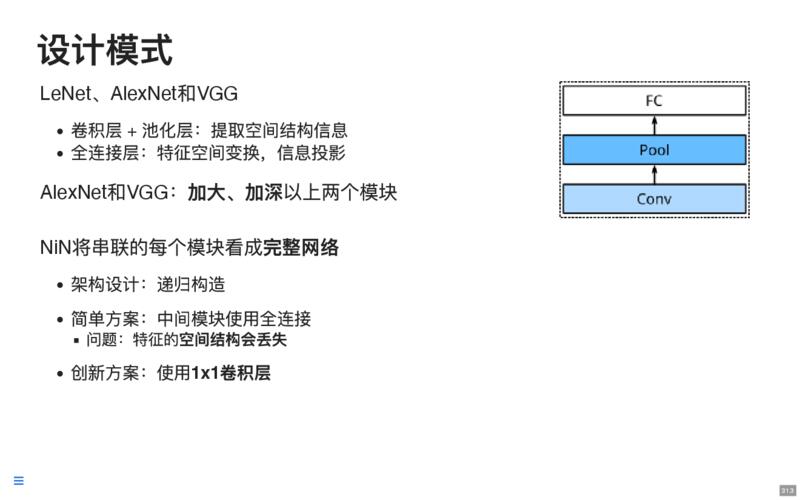 设计模式
LeNet、AlexNet和VGG
卷积层 + 池化层：提取空间结构信息
全连接层：特征空间变换，信息投影
AlexNet和VGG：加大、加深以上两个模块
NiN将串联的每个模块看成完整网络
架构设计：递归构造
简单方案：中间模块使用全连接
问题：特征的空间结构会丢失
创新方案：使用1x1卷积层
FC
Pool
Conv
21.3